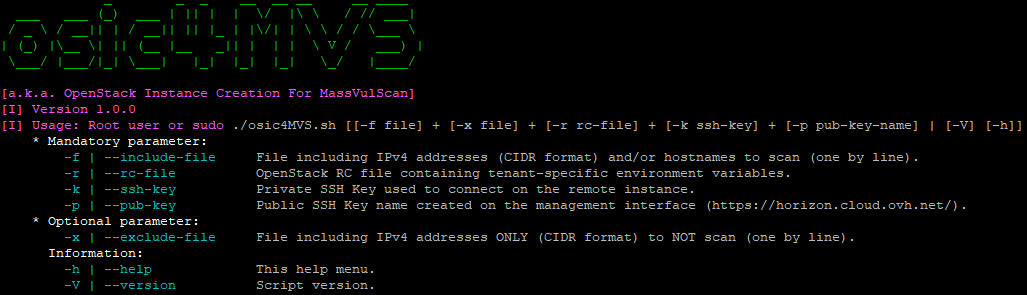 osic4MVS
[a.k.a. OpenStack Instance Creation For MassVulScan]
[I] Version 1.0.0
[I] Usage: Root user or sudo ./osic4MVS.sh [[-f file] + [-x file] + [-r rc-file] + [-k ssh-key] + [-p pub-key-name] | [-V] [-h]]
* Mandatory parameter:
-f | --include-file File including IPv4 addresses (CIDR format) and/or hostnames to scan (one by line).
-r | --rc-file OpenStack RC file containing tenant-specific environment variables.
-k | --ssh-key Private SSH Key used to connect on the remote instance.
-p | --pub-key Public SSH Key name created on the management interface (https://horizon.cloud.ovh.net/).
* Optional parameter:
-x | --exclude-file File including IPv4 addresses ONLY (CIDR format) to NOT scan (one by line).
Information:
-h | --help This help menu.
-V | --version Script version.